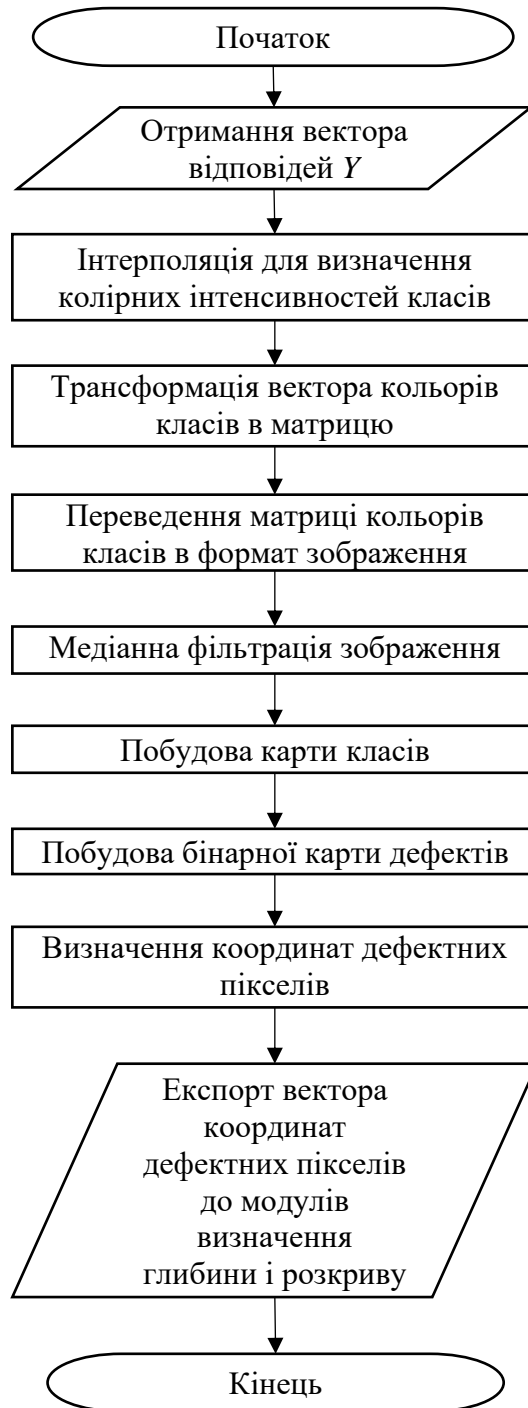 Початок
Отримання вектора
відповідей Y
Інтерполяція для визначення
колірних інтенсивностей класів
Трансформація вектора кольорів
класів в матрицю
Переведення матриці кольорів
класів в формат зображення
Медіанна фільтрація зображення
Побудова карти класів
Побудова бінарної карти дефектів
Визначення координат дефектних
пікселів
Експорт вектора
координат
дефектних пікселів
до модулів
визначення
глибини і розкриву
Кінець